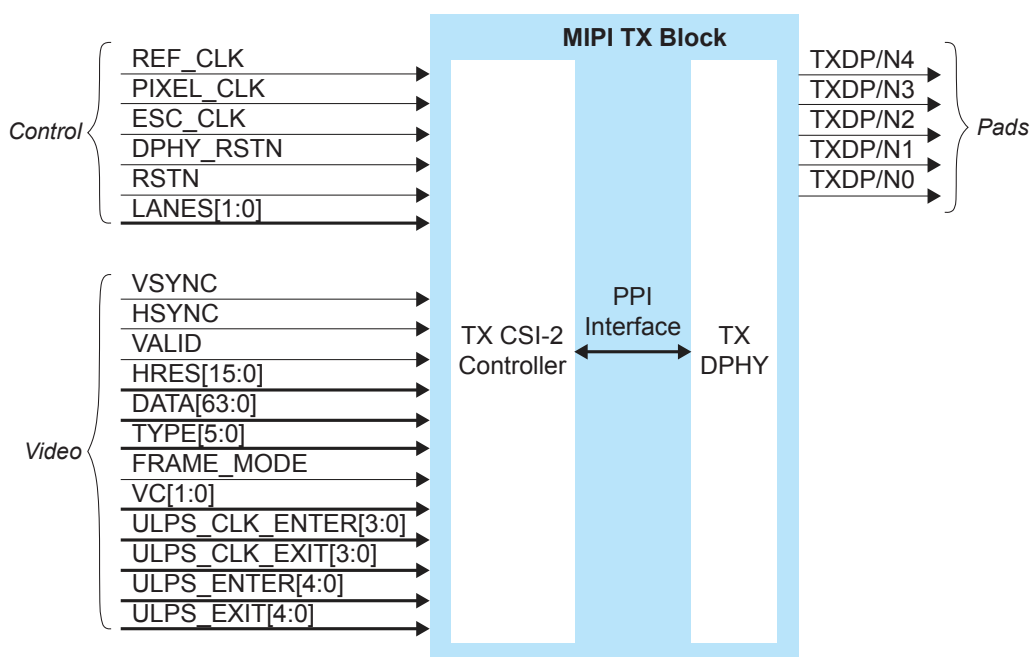 MIPI TX Block
Control
REF_CLK
PIXEL_CLK
ESC_CLK
DPHY_RSTN
RSTN
LANES[1:0]
Video
VSYNC
HSYNC
VALID
HRES[15:0]
DATA[63:0]
TYPE[5:0]
FRAME_MODE
VC[1:0]
ULPS_CLK_ENTER[3:0]
ULPS_CLK_EXIT[3:0]
ULPS_ENTER[4:0]
ULPS_EXIT[4:0]
TX CSI-2
Controller
PPI
Interface
TX
DPHY
TXDP/N4
TXDP/N3
TXDP/N2
TXDP/N1
TXDP/N0
Pads